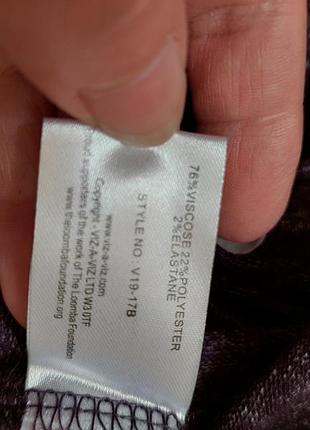 76%VISCOSE 22%POLYESTER
2%ELASTANE
STYLE NO: V19-17B
www.viz-a-viz.com
Copyright - VIZ-A-VIZ LTD W3 0TF
proud supporters of the work of
The Loomba Foundation
www.
theloombafoundation.org